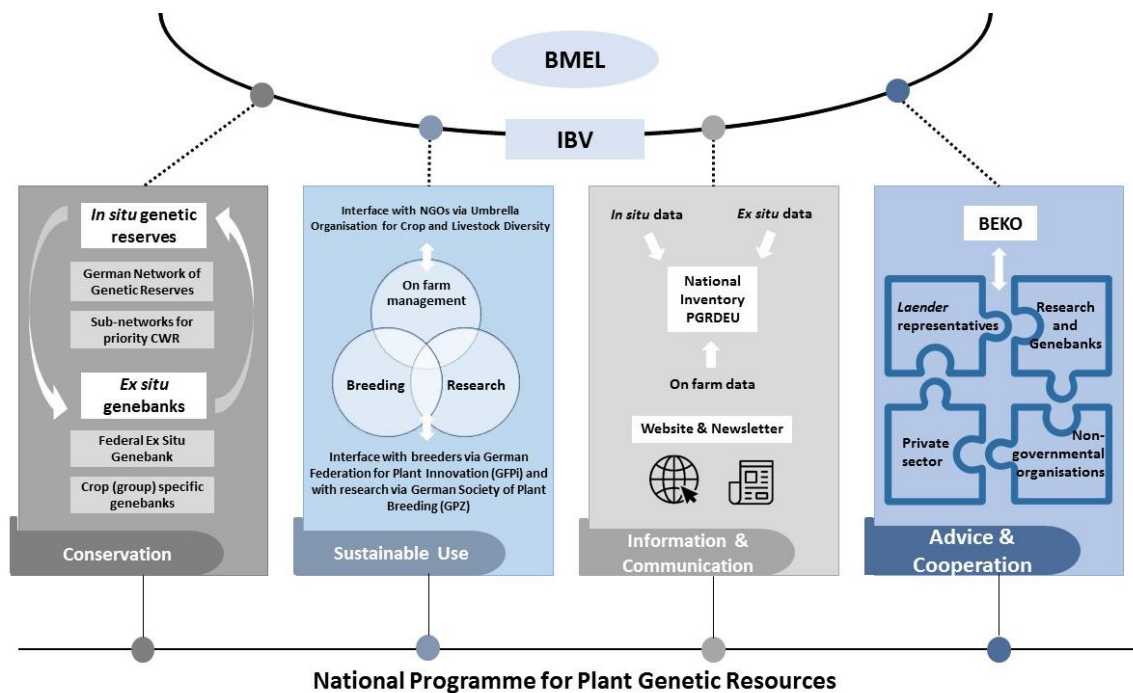 BMEL
IBV
In situ genetic
reserves
German Network of
Genetic Reserves
Sub-networks for
priority CWR
Ex situ
genebanks
Federal Ex Situ
Genebank
Crop (group) specific
genebanks
Conservation
Interface with NGOs via Umbrella
Organisation for Crop and Livestock Diversity
On farm
management
Breeding
Research
Interface with breeders via German
Federation for Plant Innovation (GFPi) and
with research via German Society of Plant
Breeding (GPZ)
Sustainable Use
In situ data
Ex situ data
National
Inventory
PGRDEU
On farm data
Website & Newsletter
Information &
Communication
BEKO
Laender
representatives
Research
and
Genebanks
Private
sector
Non-
governmental
organisations
Advice &
Cooperation
National Programme for Plant Genetic Resources